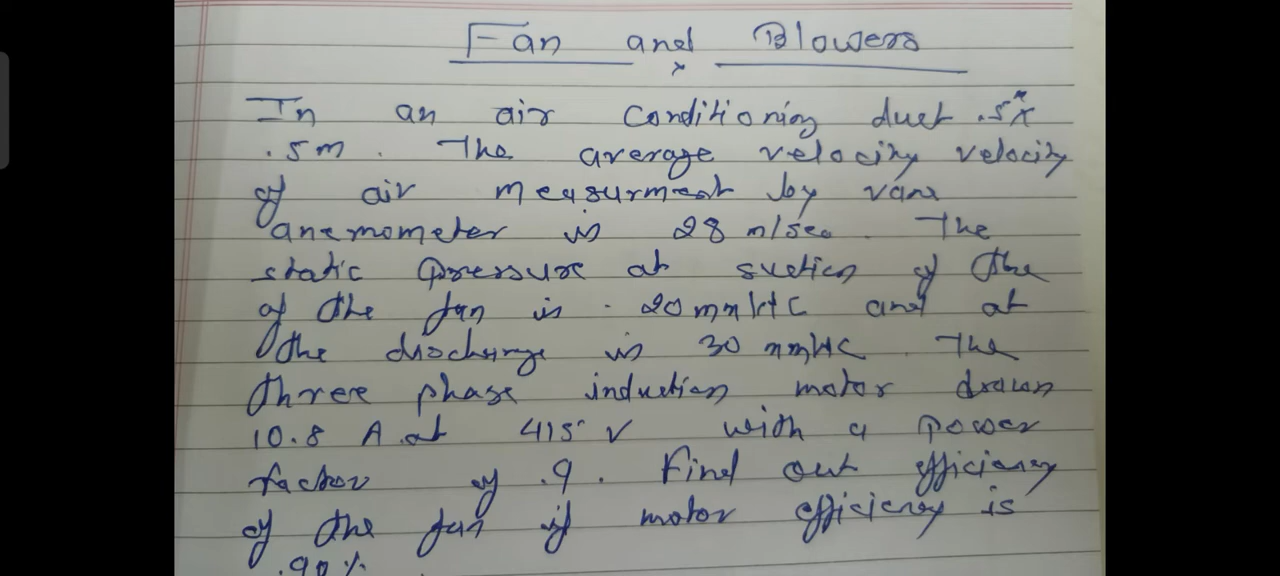 Fan and Blowers
In an air conditioning duct .5 x
.5m. The average velocity velocity
of air measurment by vane
anemometer is 28 m/sec. The
static pressure at suction of the
of the fan is - 20 mmWC and at
the discharge is 30 mmWC. The
three phase induction motor drawn
10.8 A at 415 V with a power
factor of .9. Find out efficiency
of the fan if motor efficiency is
.90%